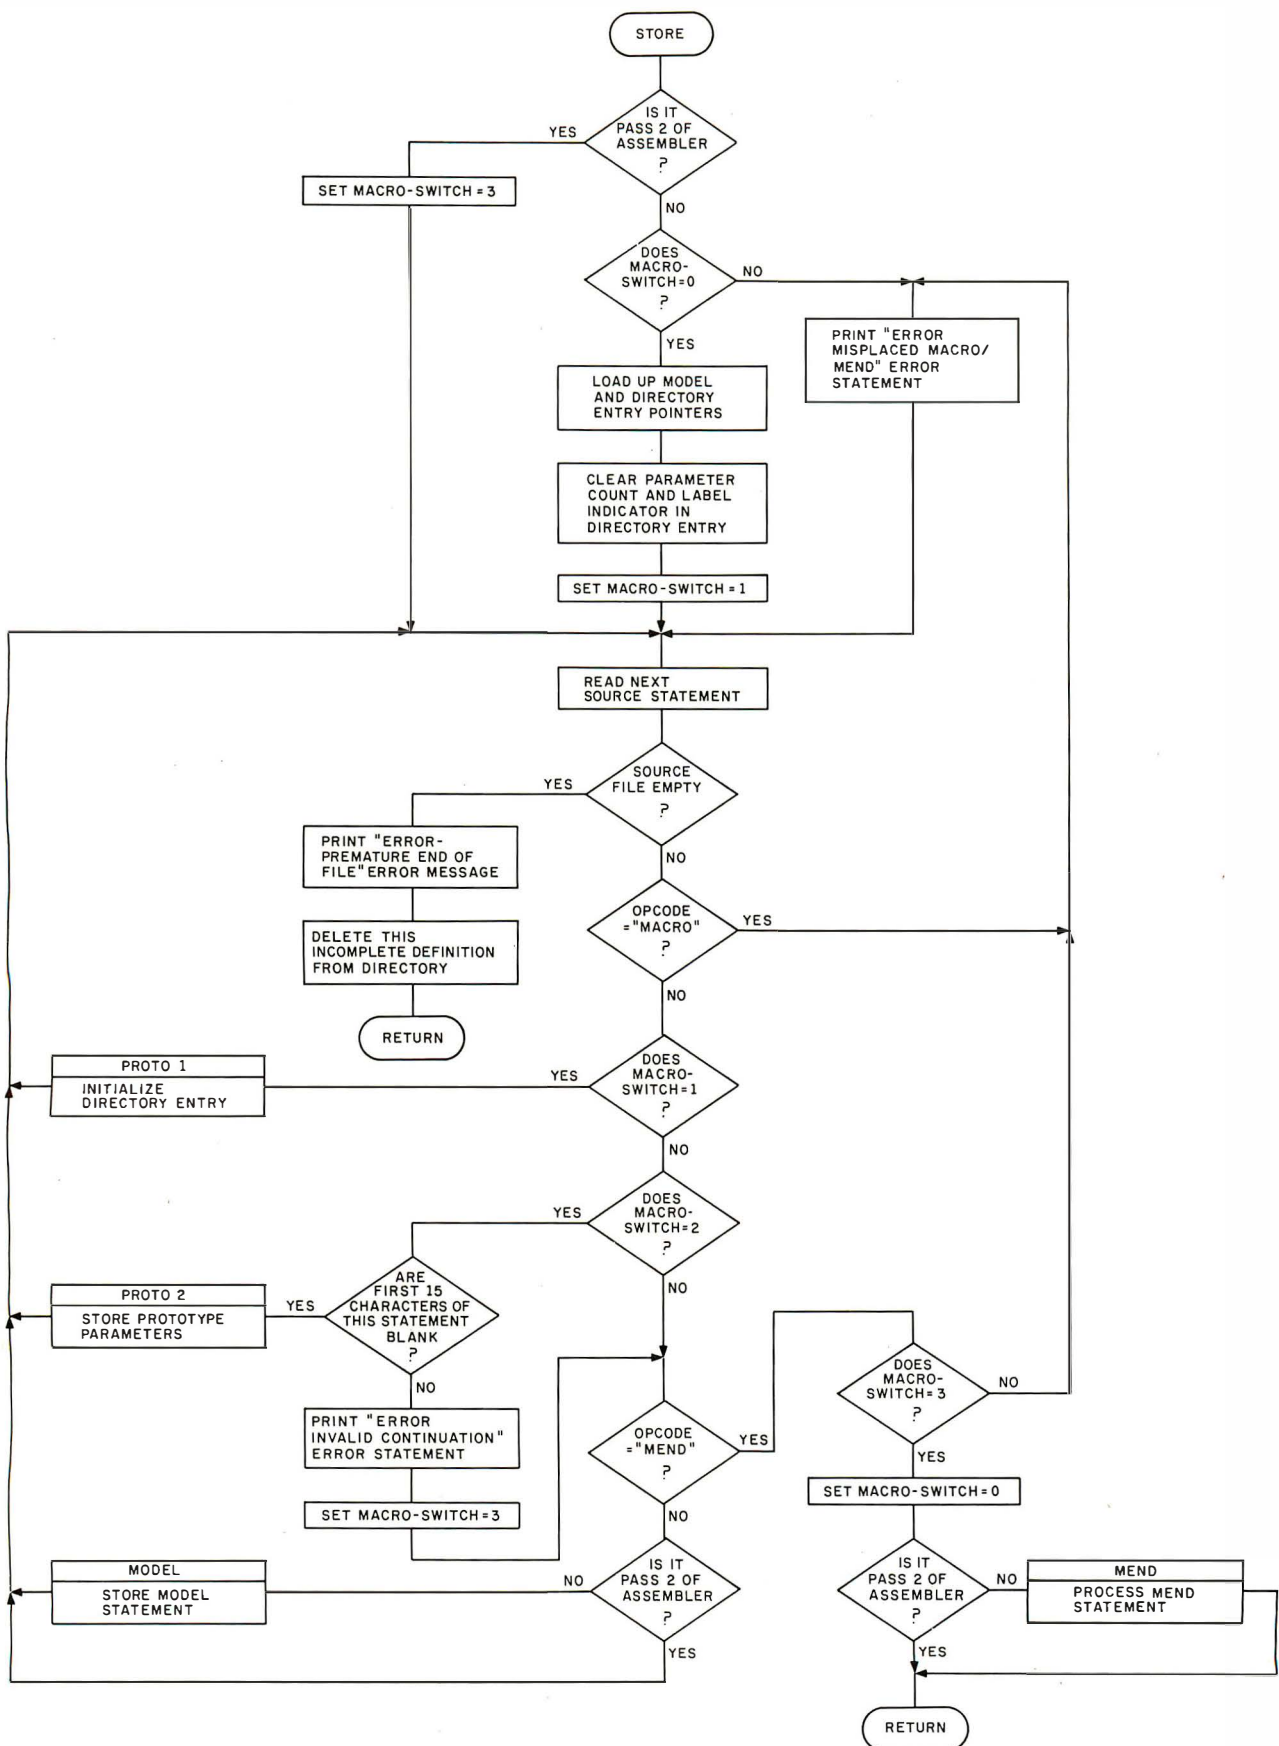 STORE
IS IT
PASS 2 OF
ASSEMBLER
?
YES
SET MACRO-SWITCH = 3
NO
DOES
MACRO-
SWITCH=0
?
NO
YES
PRINT "ERROR
MISPLACED MACRO/
MEND" ERROR
STATEMENT
LOAD UP MODEL
AND DIRECTORY
ENTRY POINTERS
CLEAR PARAMETER
COUNT AND LABEL
INDICATOR IN
DIRECTORY ENTRY
SET MACRO-SWITCH = 1
READ NEXT
SOURCE STATEMENT
SOURCE
FILE EMPTY
?
YES
PRINT "ERROR-
PREMATURE END OF
FILE" ERROR MESSAGE
DELETE THIS
INCOMPLETE DEFINITION
FROM DIRECTORY
RETURN
NO
OPCODE
="MACRO"
?
YES
NO
DOES
MACRO-
SWITCH=1
?
YES
PROTO 1
INITIALIZE
DIRECTORY ENTRY
NO
DOES
MACRO-
SWITCH=2
?
YES
ARE
FIRST 15
CHARACTERS OF
THIS STATEMENT
BLANK
?
YES
PROTO 2
STORE PROTOTYPE
PARAMETERS
NO
PRINT "ERROR
INVALID CONTINUATION"
ERROR STATEMENT
SET MACRO-SWITCH=3
NO
OPCODE
="MEND"
?
YES
DOES
MACRO-
SWITCH=3
?
NO
YES
SET MACRO-SWITCH=0
NO
IS IT
PASS 2 OF
ASSEMBLER
?
NO
MODEL
STORE MODEL
STATEMENT
YES
IS IT
PASS 2 OF
ASSEMBLER
?
NO
MEND
PROCESS MEND
STATEMENT
YES
RETURN